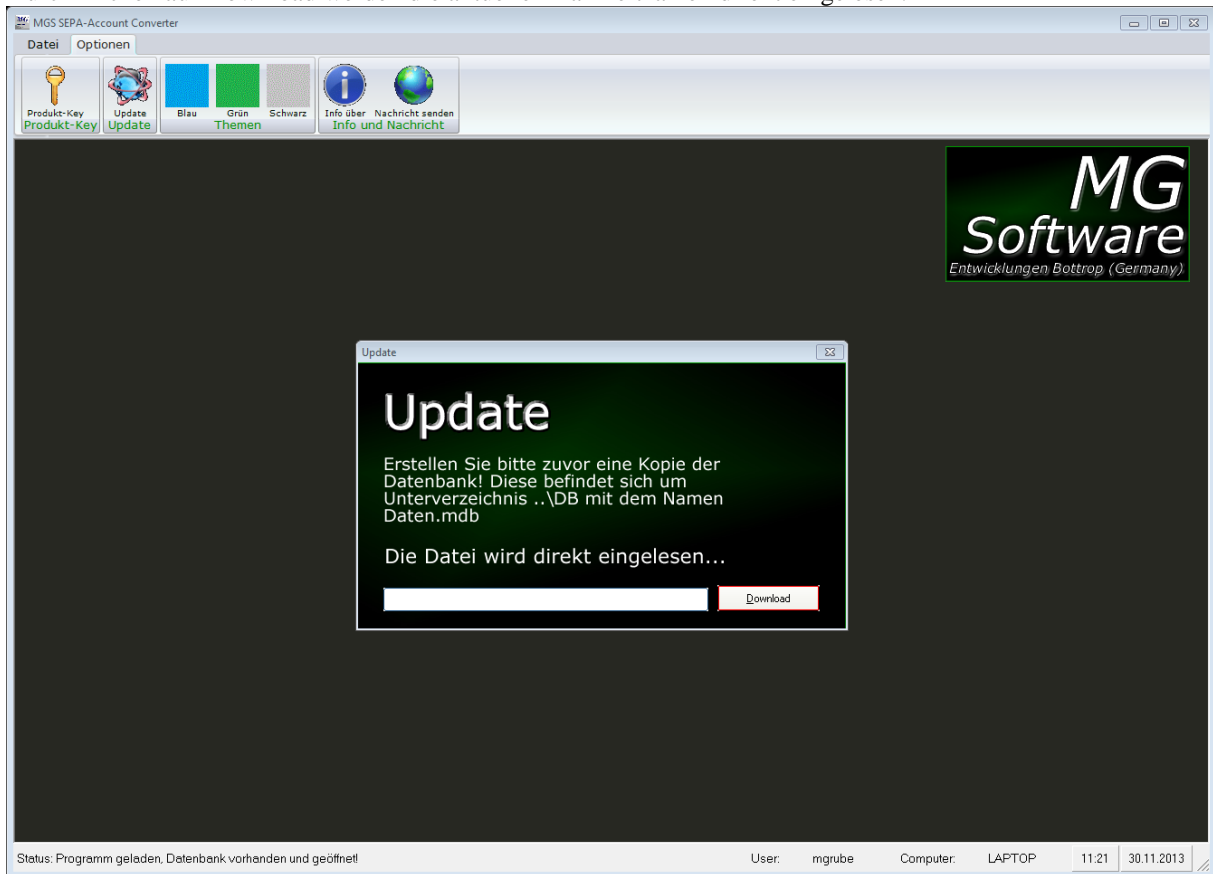 MGS SEPA-Account Converter
Datei Optionen
Produkt-Key Update Blau Grün Schwarz Info über Nachricht senden
Produkt-Key Update Themen Info und Nachricht
MG
Software
Entwicklungen Bottrop (Germany)
Update
Update
Erstellen Sie bitte zuvor eine Kopie der
Datenbank! Diese befindet sich um
Unterverzeichnis ..\DB mit dem Namen
Daten.mdb
Die Datei wird direkt eingelesen...
Download
Status: Programm geladen, Datenbank vorhanden und geöffnet! User: mgrube Computer: LAPTOP 11:21 30.11.2013